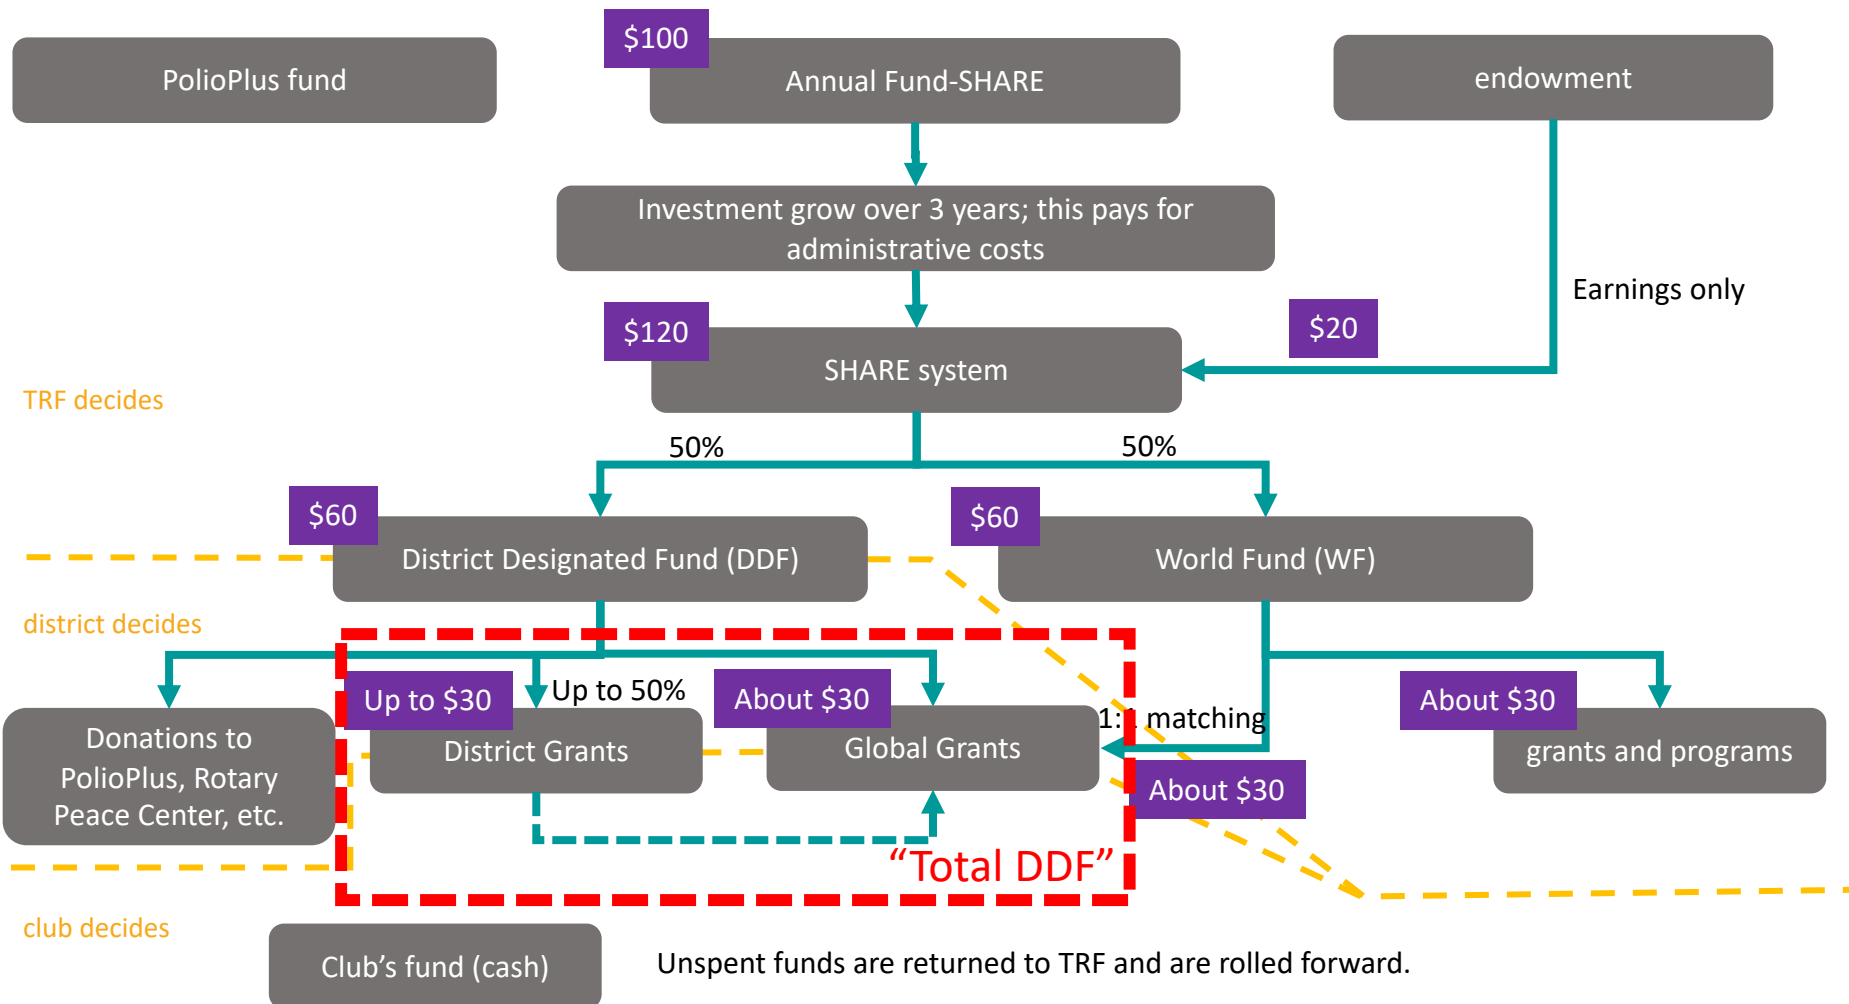 $100
PolioPlus fund
Annual Fund-SHARE
endowment
Investment grow over 3 years; this pays for
administrative costs
Earnings only
$120
$20
SHARE system
TRF decides
50%
50%
$60
$60
District Designated Fund (DDF)
World Fund (WF)
district decides
Up to $30
Up to 50%
About $30
About $30
1:1 matching
Donations to
PolioPlus, Rotary
Peace Center, etc.
District Grants
Global Grants
grants and programs
About $30
“Total DDF”
club decides
Club’s fund (cash)
Unspent funds are returned to TRF and are rolled forward.